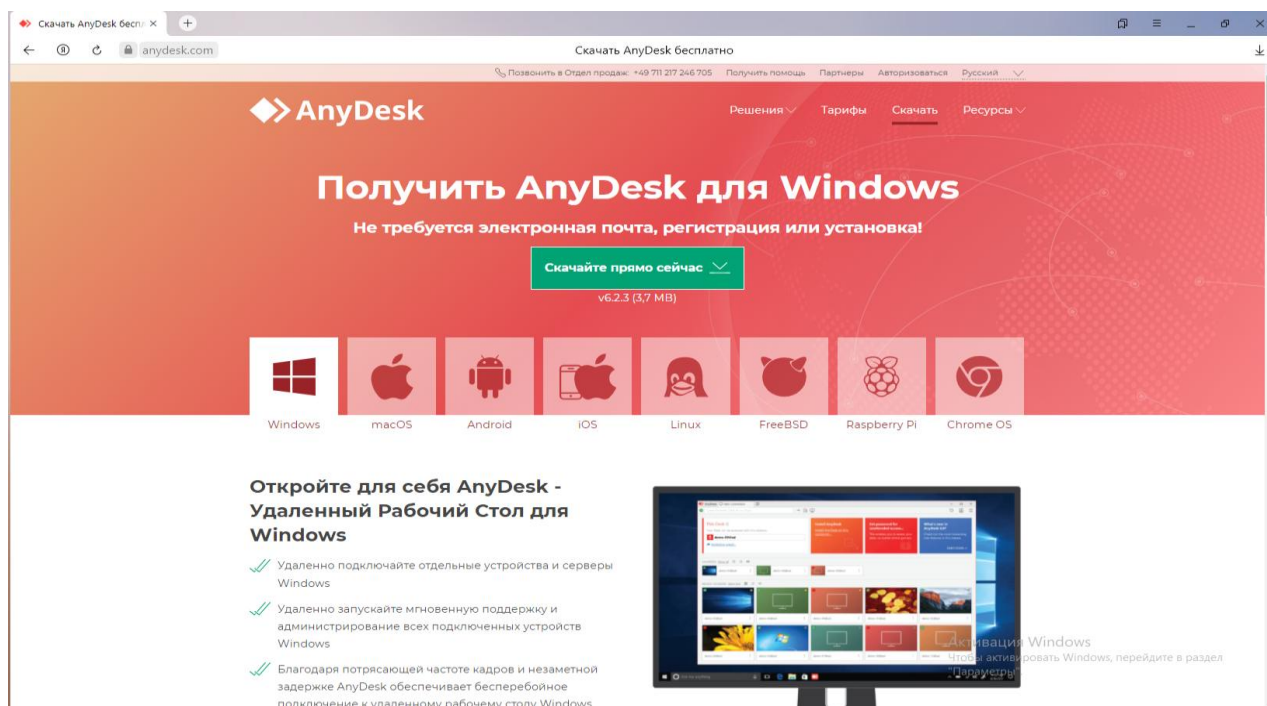 Скачать AnyDesk беспл
anydesk.com
Скачать AnyDesk бесплатно
Позвонить в Отдел продаж: +49 711 217 246 705 Получить помощь Партнеры Авторизоваться Русский
AnyDesk
Решения Тарифы Скачать Ресурсы
Получить AnyDesk для Windows
Не требуется электронная почта, регистрация или установка!
Скачайте прямо сейчас
v6.2.3 (3,7 MB)
Windows macOS Android iOS Linux FreeBSD Raspberry Pi Chrome OS
Откройте для себя AnyDesk -
Удаленный Рабочий Стол для
Windows
Удаленно подключайте отдельные устройства и серверы
Windows
Удаленно запускайте мгновенную поддержку и
администрирование всех подключенных устройств
Windows
Благодаря потрясающей частоте кадров и незаметной
задержке AnyDesk обеспечивает бесперебойное
подключение к удаленному рабочему столу Windows
Активация Windows
Чтобы активировать Windows, перейдите в раздел
"Параметры".